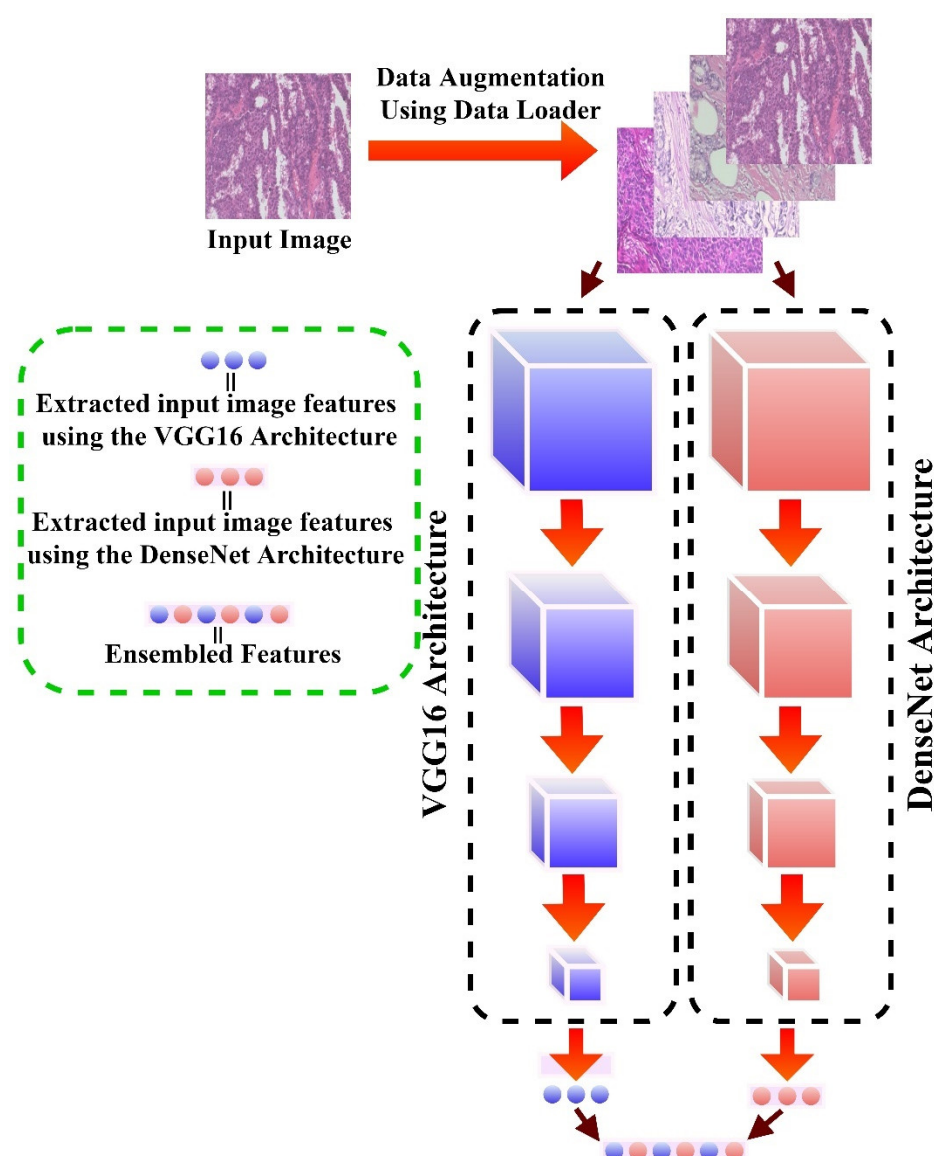 Data Augmentation
Using Data Loader
Input Image
Extracted input image features
using the VGG16 Architecture
Extracted input image features
using the DenseNet Architecture
Ensembled Features
VGG16 Architecture
DenseNet Architecture